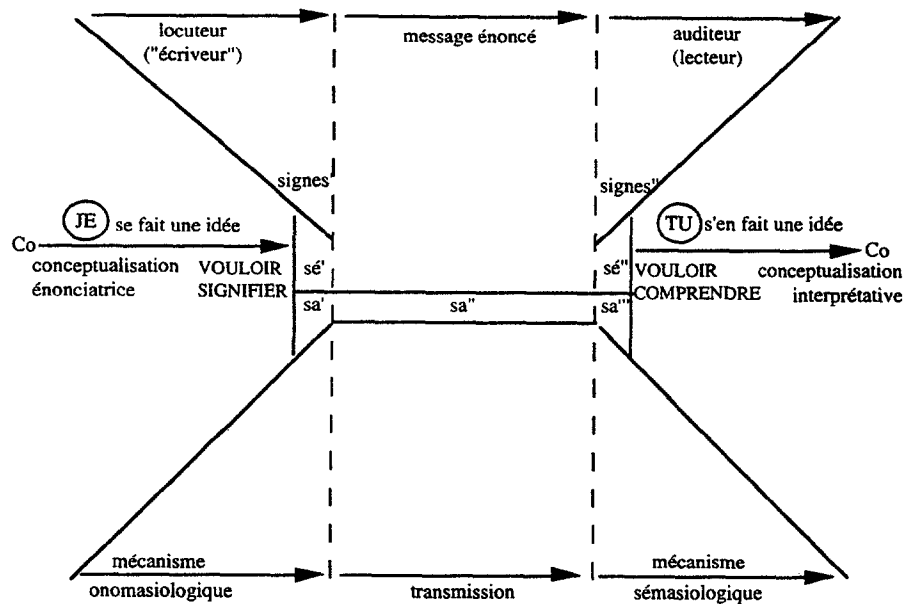 locuteur
("écriveur")
message énoncé
auditeur
(lecteur)
signes'
signes"
JE se fait une idée
TU s'en fait une idée
Co
Co
conceptualisation
énonciatrice
VOULOIR
SIGNIFIER
sé'
sa'
sa"
sé"
sa'"
VOULOIR
COMPRENDRE
conceptualisation
interprétative
mécanisme
onomasiologique
transmission
mécanisme
sémasiologique